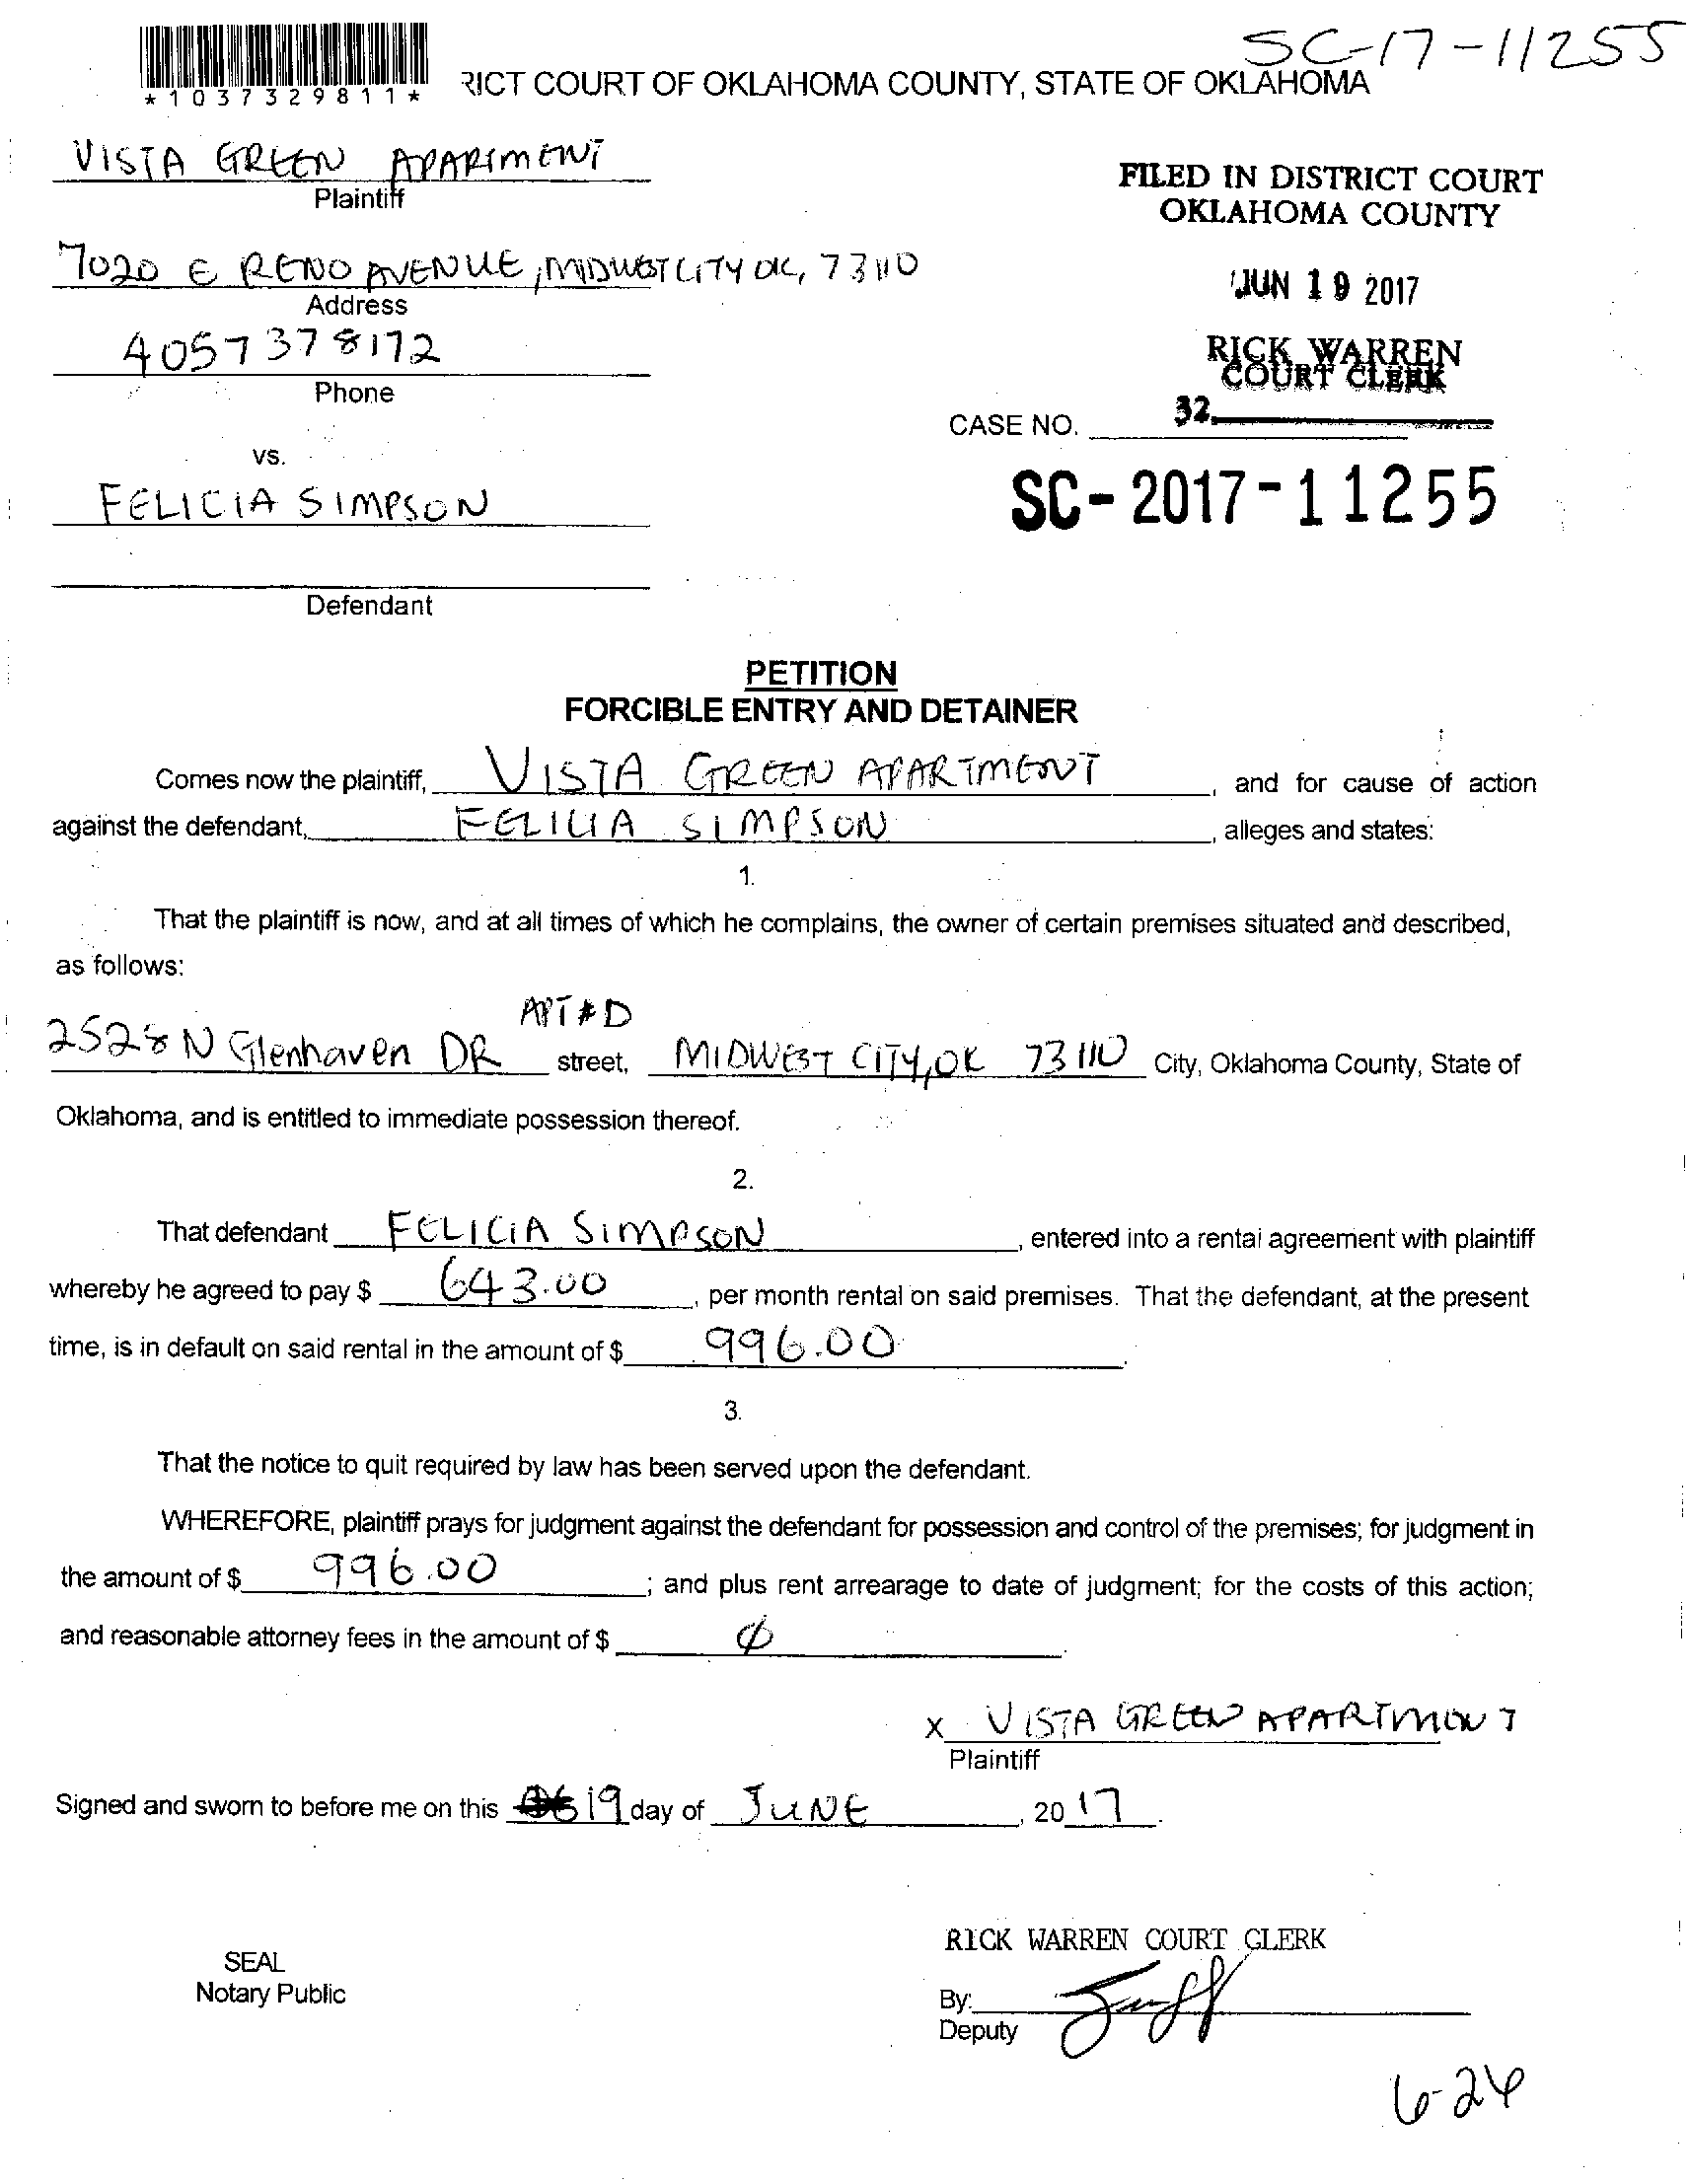 SC-17-11255
*1037329811*
RICT COURT OF OKLAHOMA COUNTY, STATE OF OKLAHOMA
VISTA GREEN APARTMENT
Plaintiff
FILED IN DISTRICT COURT
OKLAHOMA COUNTY
7020 E RENO AVENUE, MIDWEST CITY OK, 73110
Address
JUN 19 2017
4057378172
Phone
RICK WARREN
COURT CLERK
32
CASE NO.
vs.
FELICIA SIMPSON
SC-2017-11255
Defendant
PETITION
FORCIBLE ENTRY AND DETAINER
Comes now the plaintiff, VISTA GREEN APARTMENT, and for cause of action
against the defendant, FELICIA SIMPSON, alleges and states:
1.
That the plaintiff is now, and at all times of which he complains, the owner of certain premises situated and described,
as follows:
APT#D
2528 N Glenhaven DR street, MIDWEST CITY, OK 73110 City, Oklahoma County, State of
Oklahoma, and is entitled to immediate possession thereof.
2.
That defendant FELICIA SIMPSON, entered into a rental agreement with plaintiff
whereby he agreed to pay $ 643.00, per month rental on said premises. That the defendant, at the present
time, is in default on said rental in the amount of $ 996.00.
3.
That the notice to quit required by law has been served upon the defendant.
WHEREFORE, plaintiff prays for judgment against the defendant for possession and control of the premises; for judgment in
the amount of $ 996.00; and plus rent arrearage to date of judgment; for the costs of this action;
and reasonable attorney fees in the amount of $ ϕ.
X VISTA GREEN APARTMENT
Plaintiff
Signed and sworn to before me on this 19 day of JUNE, 20 17.
RICK WARREN COURT CLERK
SEAL
Notary Public
By:
Deputy
6-26